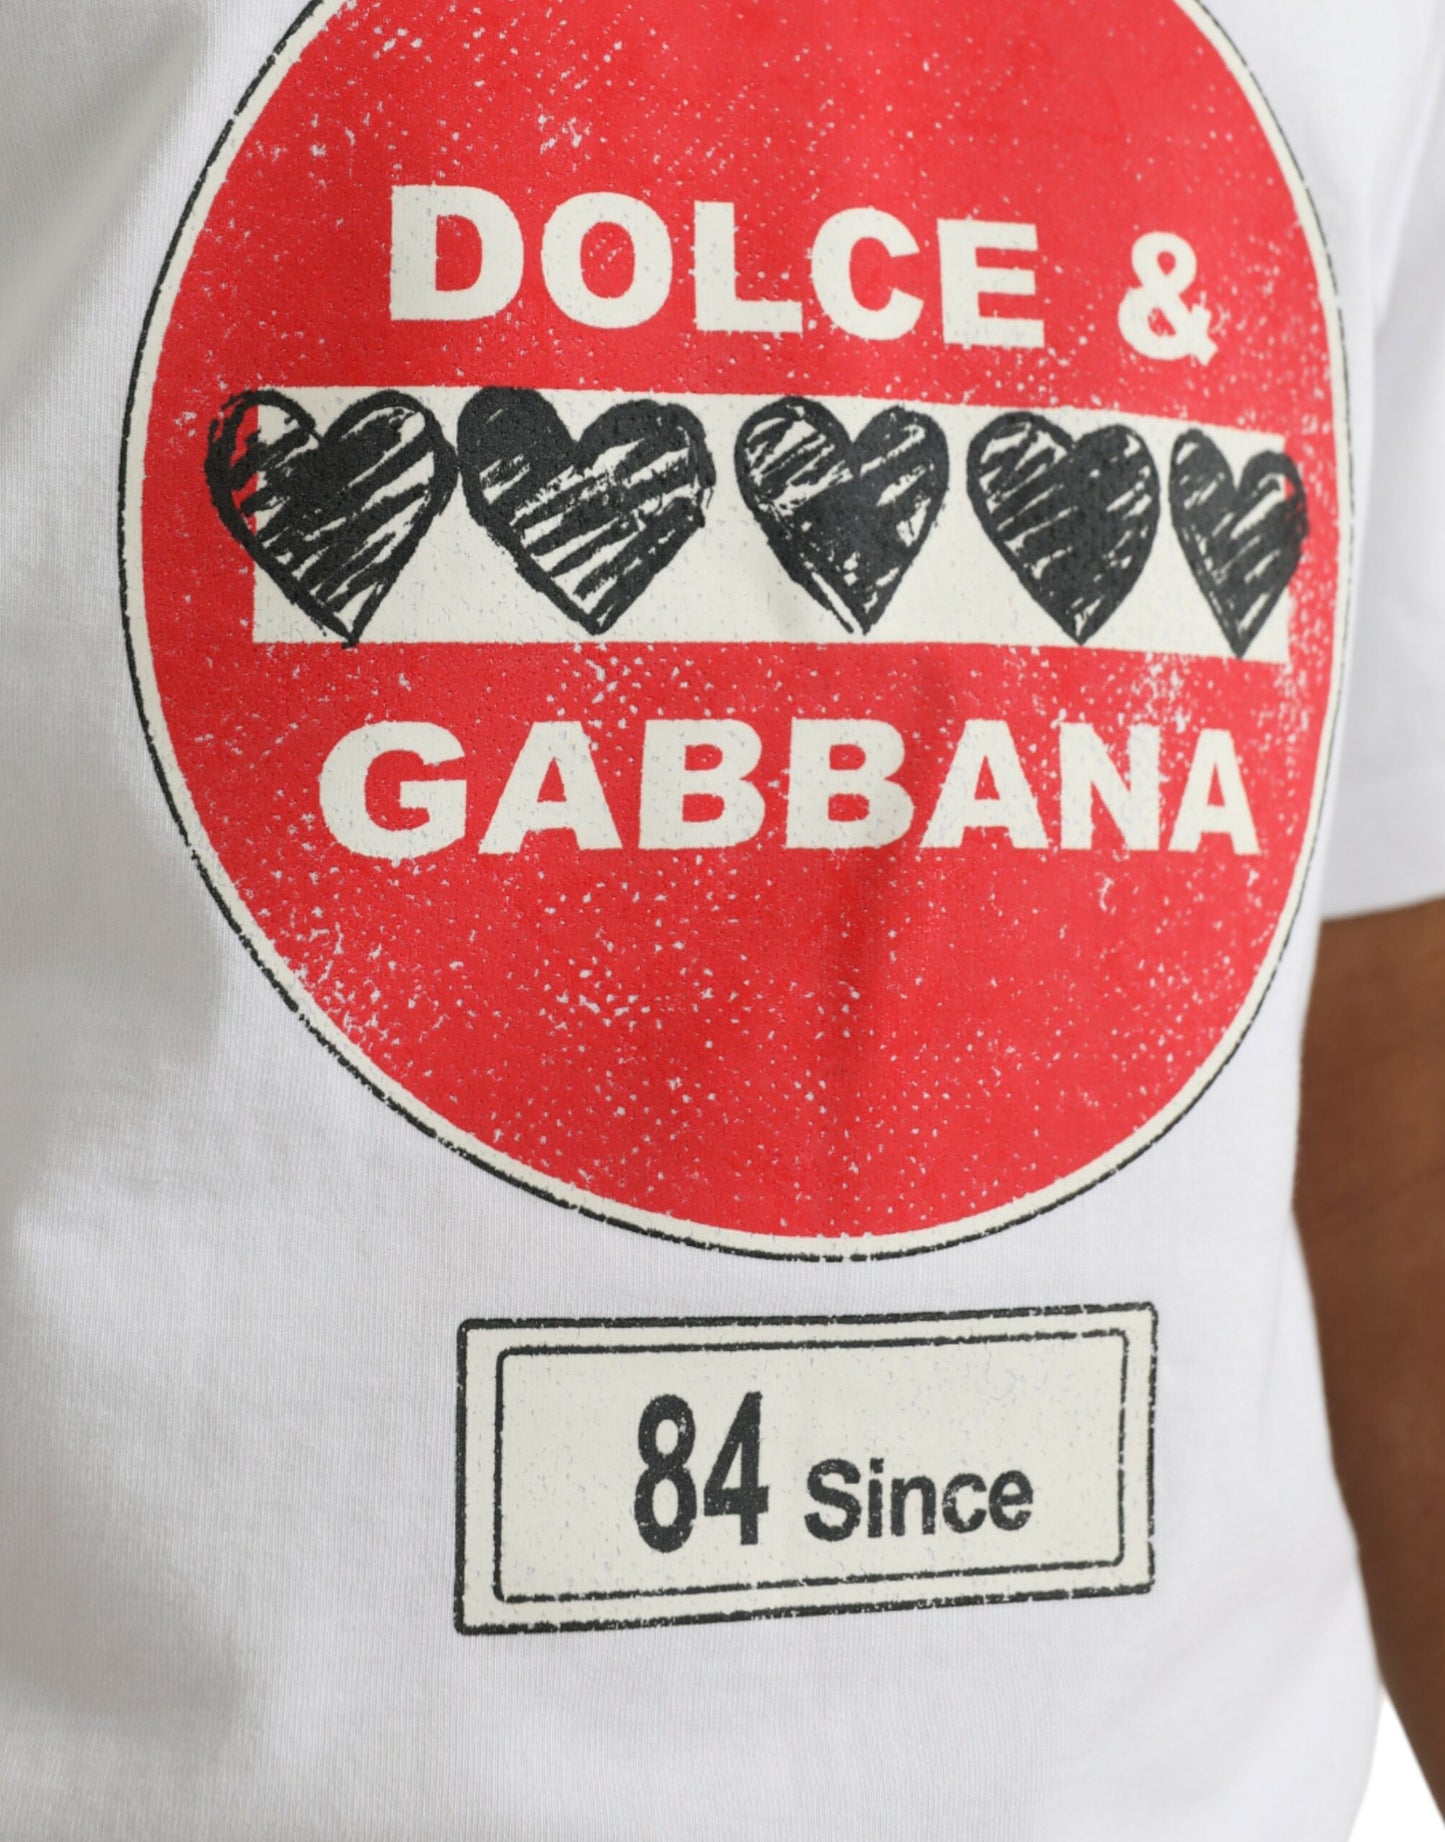 DOLCE &
GABBANA
84 Since